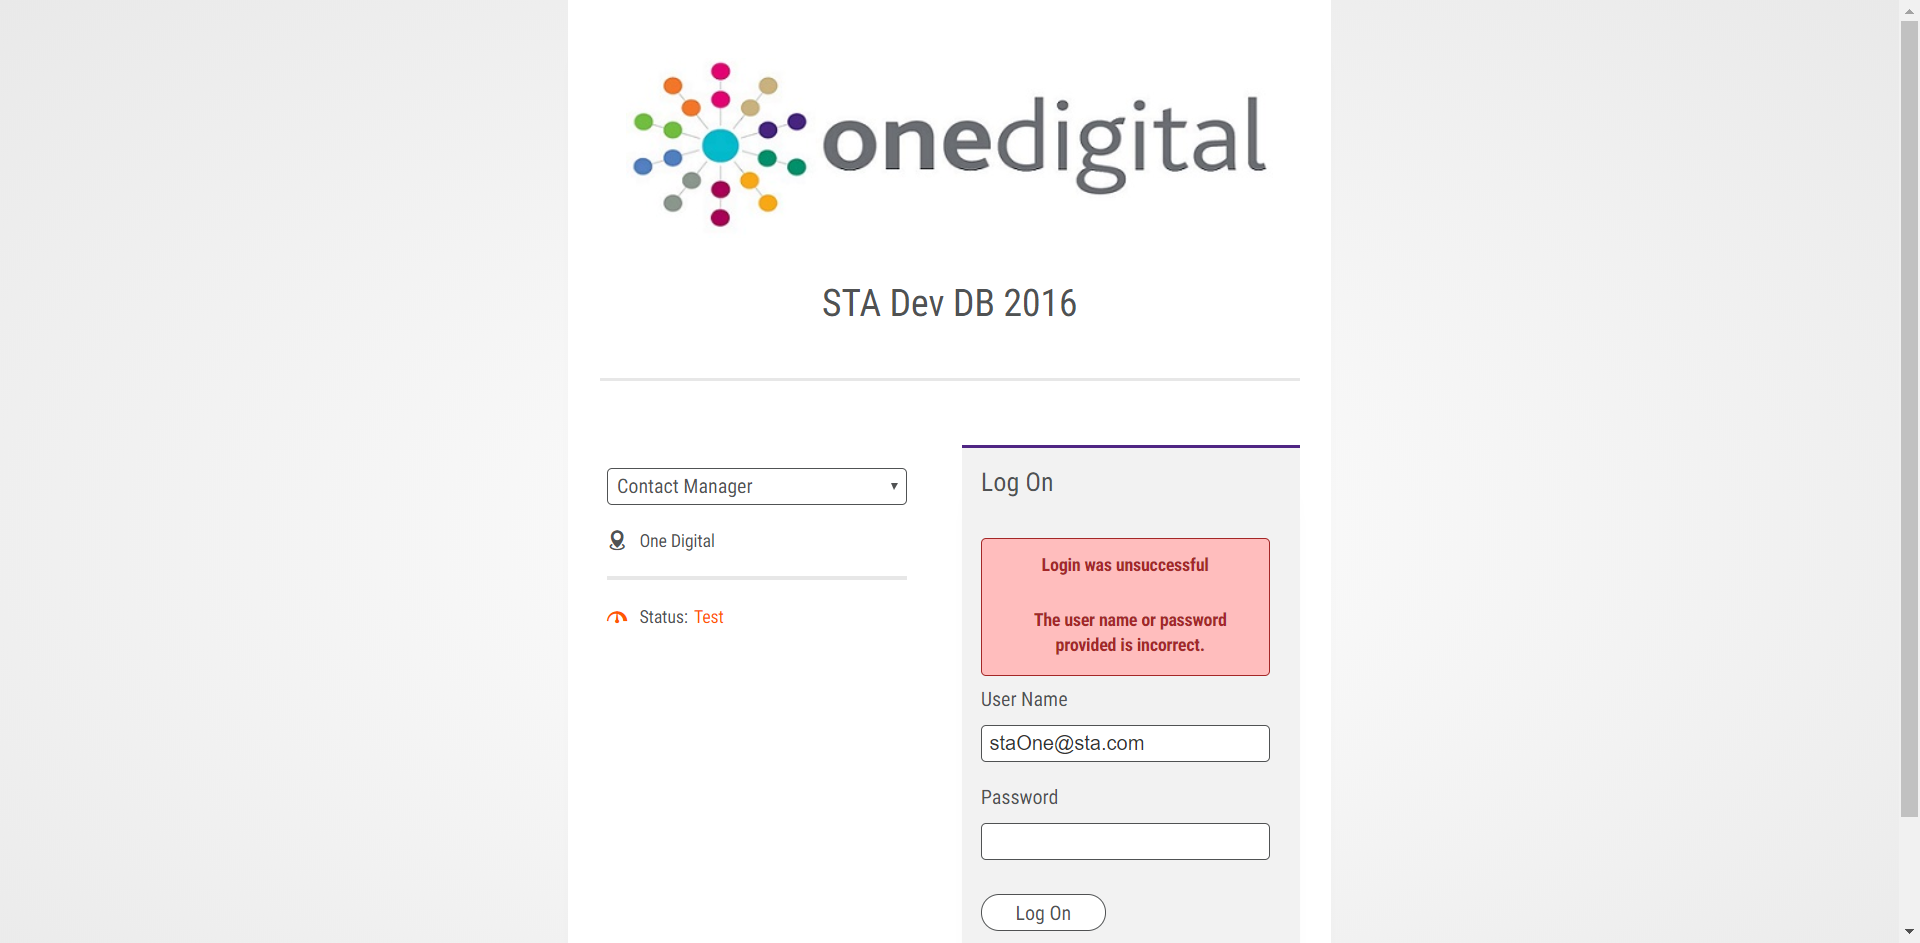 onedigital
STA Dev DB 2016
Contact Manager
One Digital
Status: Test
Log On
Login was unsuccessful
The user name or password
provided is incorrect.
User Name
staOne@sta.com
Password
Log On